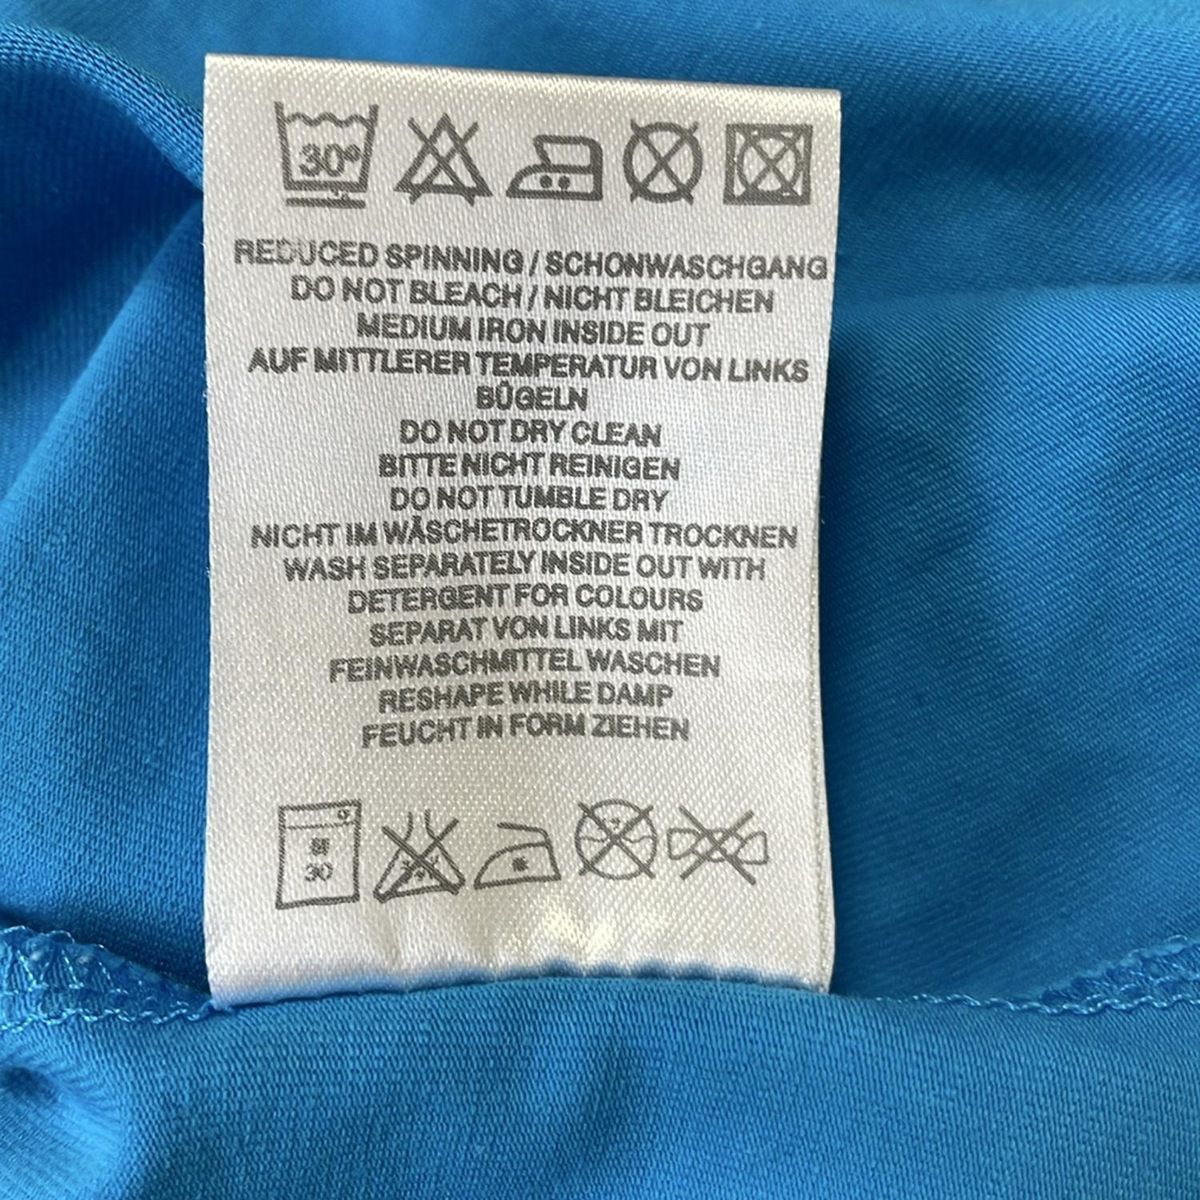 30°
REDUCED SPINNING / SCHONWASCHGANG
DO NOT BLEACH / NICHT BLEICHEN
MEDIUM IRON INSIDE OUT
AUF MITTLERER TEMPERATUR VON LINKS
BÜGELN
DO NOT DRY CLEAN
BITTE NICHT REINIGEN
DO NOT TUMBLE DRY
NICHT IM WÄSCHETROCKNER TROCKNEN
WASH SEPARATELY INSIDE OUT WITH
DETERGENT FOR COLOURS
SEPARAT VON LINKS MIT
FEINWASCHMITTEL WASCHEN
RESHAPE WHILE DAMP
FEUCHT IN FORM ZIEHEN
30